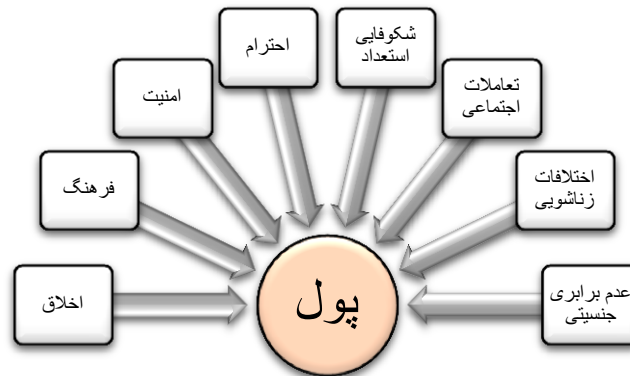 شکوفایی
استعداد
احترام
تعاملات
اجتماعی
امنیت
اختلافات
زناشویی
فرهنگ
عدم برابری
جنسیتی
اخلاق
پول